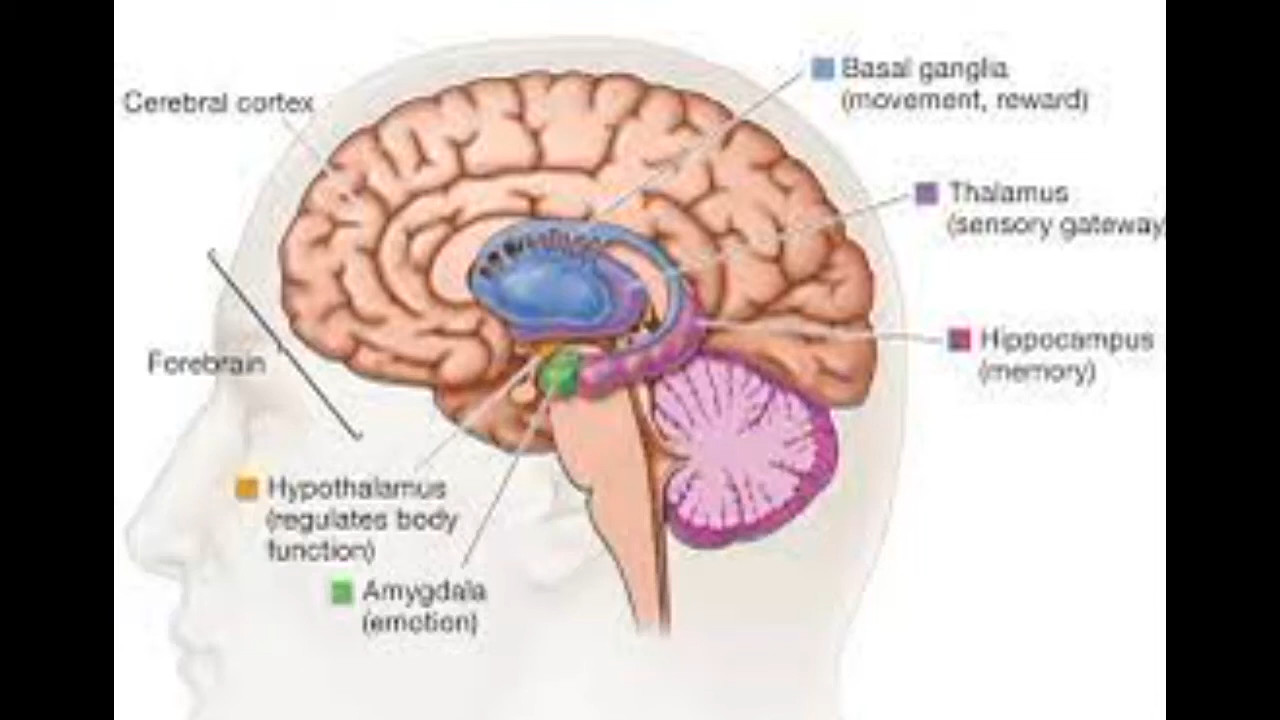 Basal ganglia
(movement, reward)
Cerebral cortex
Thalamus
(sensory gateway
Hippocampus
(memory)
Forebrain
Hypothalamus
(regulates body
function)
Amygdala
(emotion)